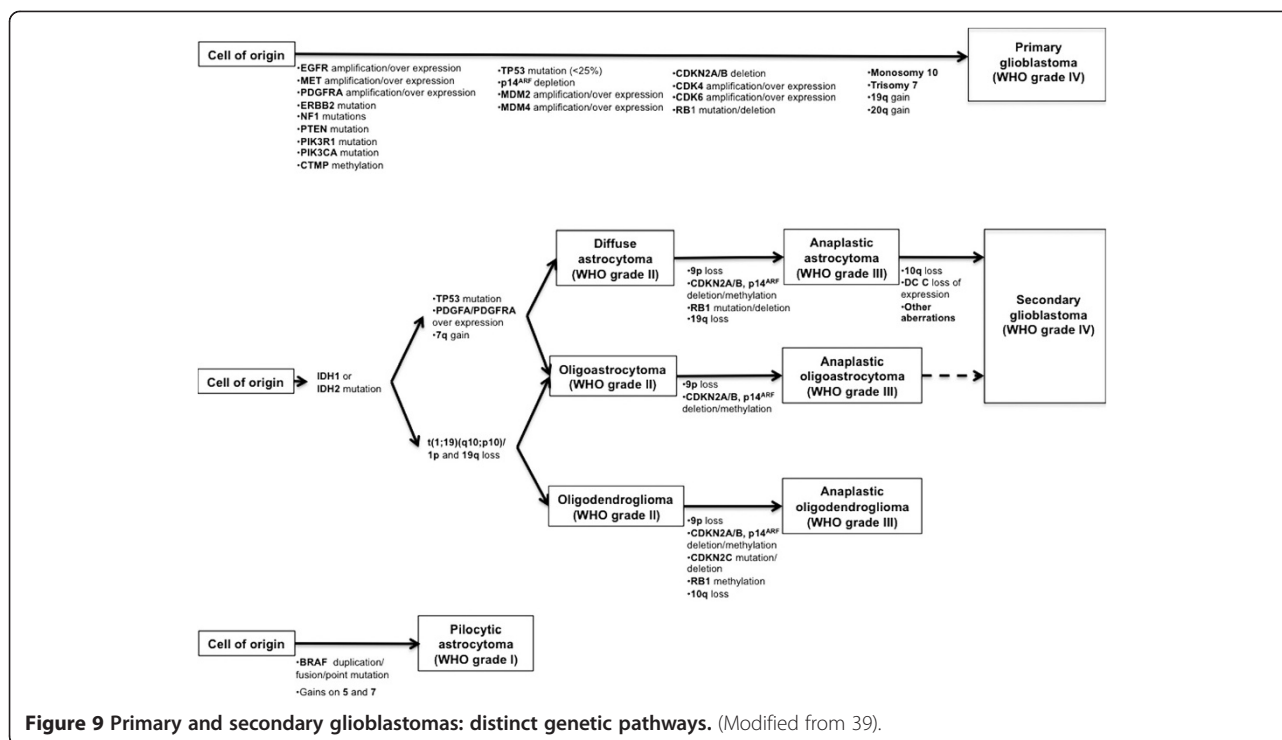 Cell of origin
•EGFR amplification/over expression
•MET amplification/over expression
•PDGFRA amplification/over expression
•ERBB2 mutation
•NF1 mutations
•PTEN mutation
•PIK3R1 mutation
•PIK3CA mutation
•CTMP methylation
•TP53 mutation (<25%)
•p14ARF depletion
•MDM2 amplification/over expression
•MDM4 amplification/over expression
•CDKN2A/B deletion
•CDK4 amplification/over expression
•CDK6 amplification/over expression
•RB1 mutation/deletion
•Monosomy 10
•Trisomy 7
•19q gain
•20q gain
Primary
glioblastoma
(WHO grade IV)
Cell of origin
IDH1 or
IDH2 mutation
•TP53 mutation
•PDGFA/PDGFRA
over expression
•7q gain
t(1;19)(q10;p10)/
1p and 19q loss
Diffuse
astrocytoma
(WHO grade II)
•9p loss
•CDKN2A/B, p14ARF
deletion/methylation
•RB1 mutation/deletion
•19q loss
Anaplastic
astrocytoma
(WHO grade III)
•10q loss
•DC C loss of
expression
•Other
aberrations
Secondary
glioblastoma
(WHO grade IV)
Oligoastrocytoma
(WHO grade II)
•9p loss
•CDKN2A/B, p14ARF
deletion/methylation
Anaplastic
oligoastrocytoma
(WHO grade III)
Oligodendroglioma
(WHO grade II)
•9p loss
•CDKN2A/B, p14ARF
deletion/methylation
•CDKN2C mutation/
deletion
•RB1 methylation
•10q loss
Anaplastic
oligodendroglioma
(WHO grade III)
Cell of origin
•BRAF duplication/
fusion/point mutation
•Gains on 5 and 7
Pilocytic
astrocytoma
(WHO grade I)
Figure 9 Primary and secondary glioblastomas: distinct genetic pathways. (Modified from 39).